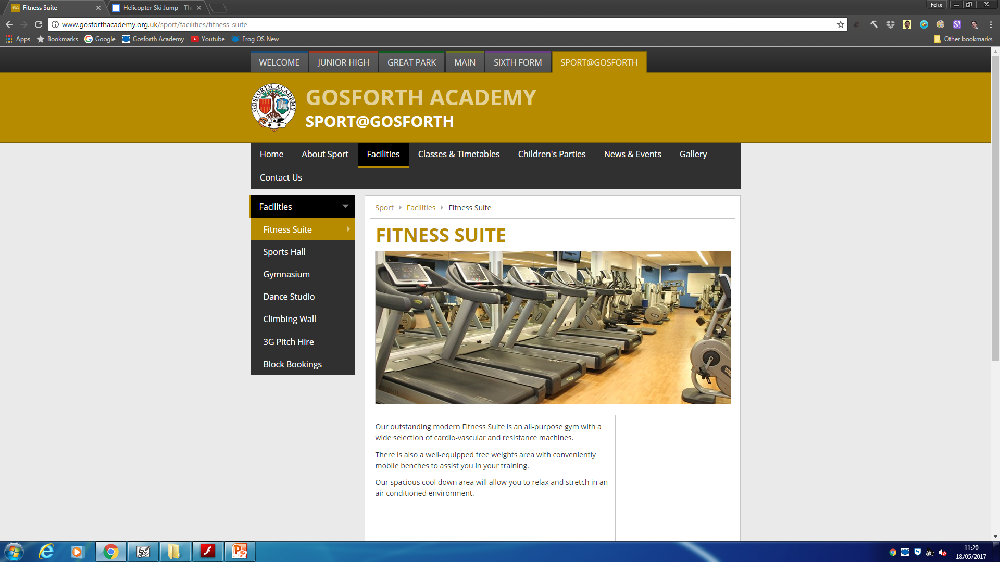 Fitness Suite
Helicopter Ski Jump - Th
Felix
www.gosforthacademy.org.uk/sport/facilities/fitness-suite
Apps
Bookmarks
Google
Gosforth Academy
Youtube
Frog OS New
Other bookmarks
WELCOME
JUNIOR HIGH
GREAT PARK
MAIN
SIXTH FORM
SPORT@GOSFORTH
GOSFORTH ACADEMY
GOSFORTH ACADEMY
SPORT@GOSFORTH
Home
About Sport
Facilities
Classes & Timetables
Children's Parties
News & Events
Gallery
Contact Us
Facilities
Fitness Suite
Sports Hall
Gymnasium
Dance Studio
Climbing Wall
3G Pitch Hire
Block Bookings
Sport
Facilities
Fitness Suite
FITNESS SUITE
Our outstanding modern Fitness Suite is an all-purpose gym with a
wide selection of cardio-vascular and resistance machines.
There is also a well-equipped free weights area with conveniently
mobile benches to assist you in your training.
Our spacious cool down area will allow you to relax and stretch in an
air conditioned environment.
11:20
18/05/2017